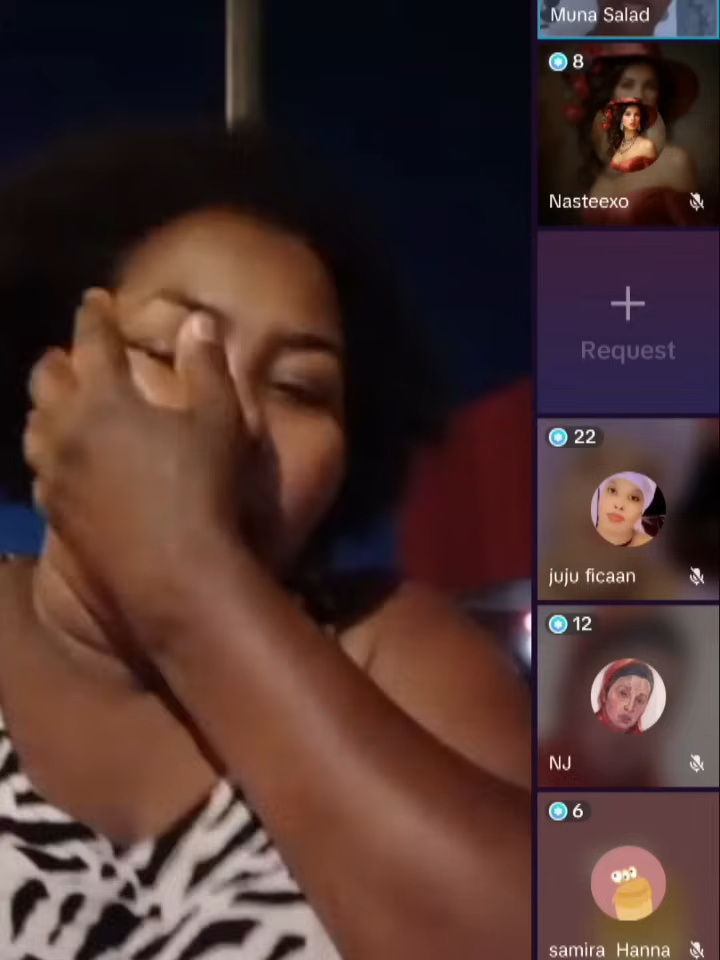 Muna Salad
8
Nasteexo
Request
22
juju ficaan
12
NJ
6
samira Hanna